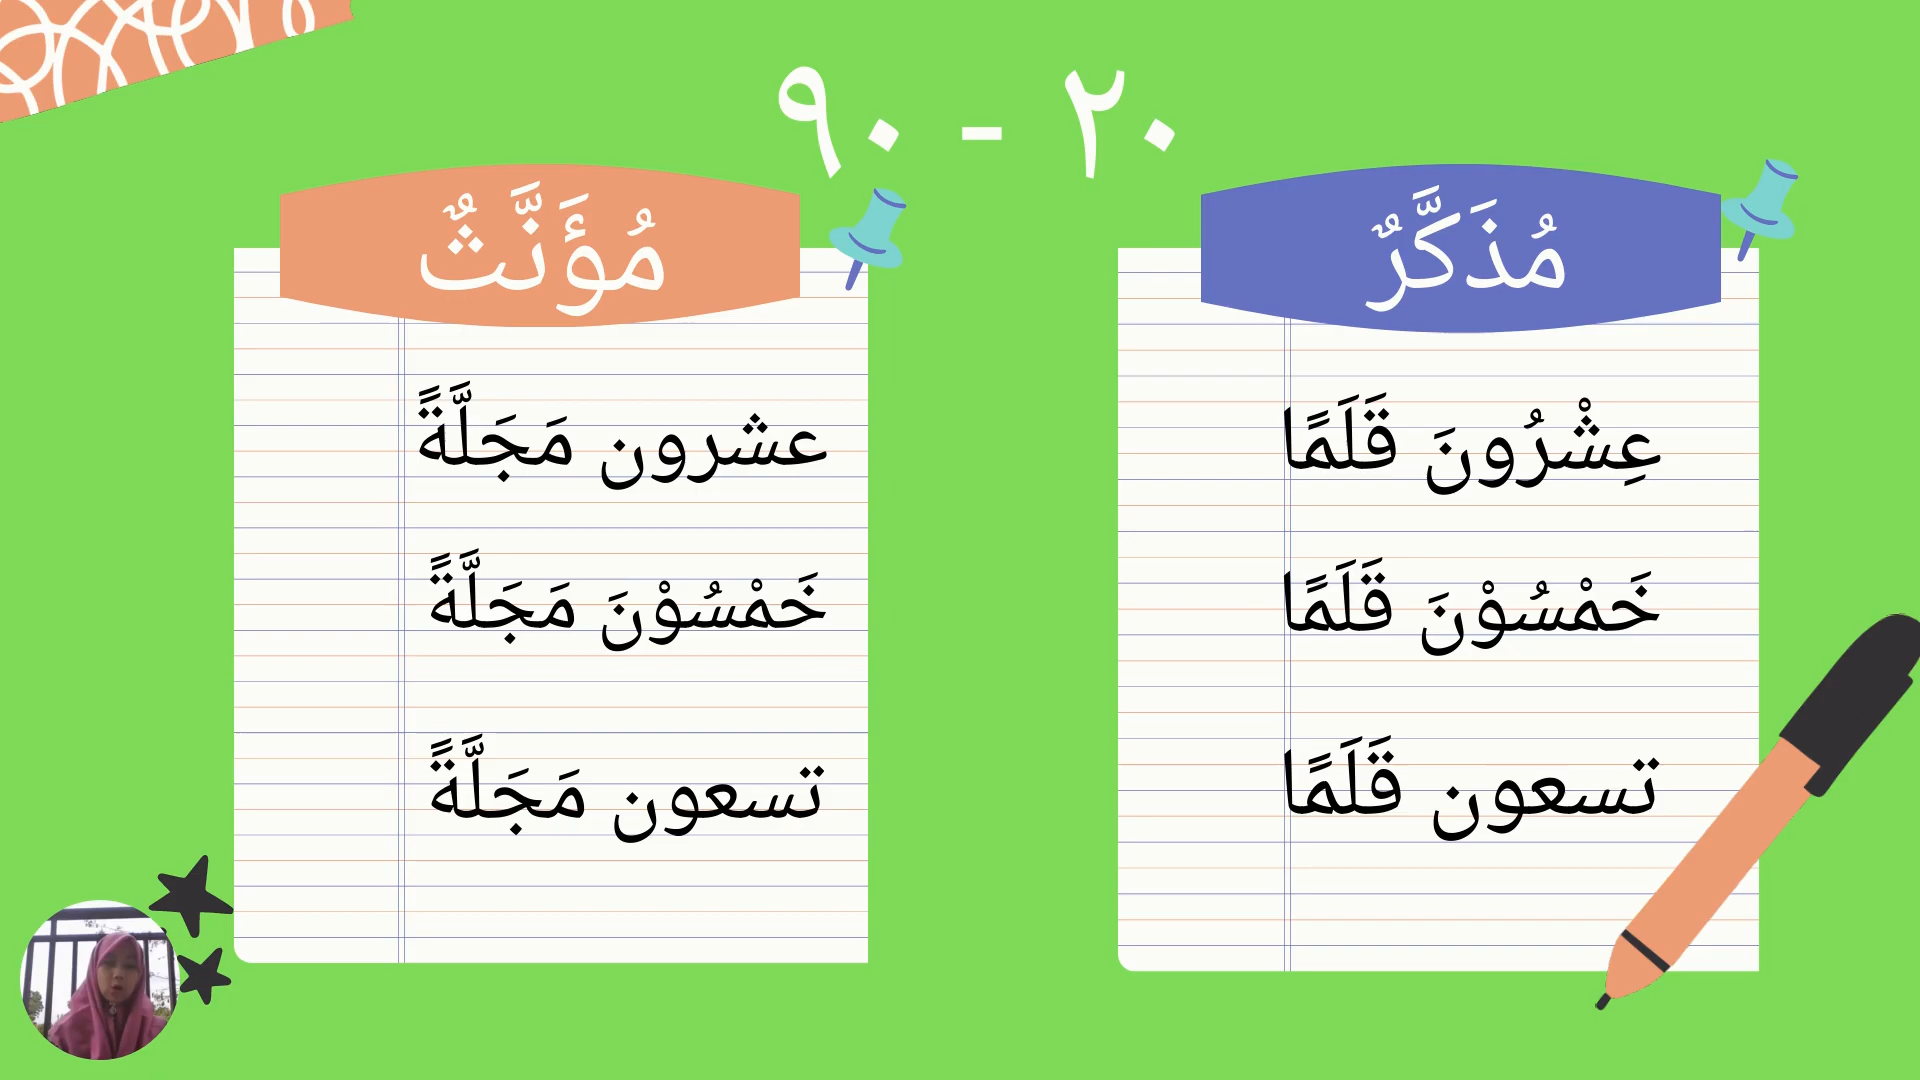 ٢٠ - ٩٠
مُذَكَّرٌ
عِشْرُونَ قَلَمًا
خَمْسُوْنَ قَلَمًا
تسعون قَلَمًا
مُؤَنَّثٌ
عشرون مَجَلَّةً
خَمْسُوْنَ مَجَلَّةً
تسعون مَجَلَّةً